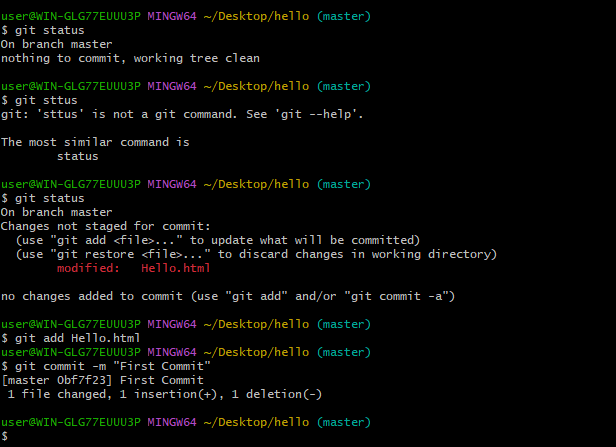 user@WIN-GLG77EUUU3P MINGW64 ~/Desktop/hello (master)
$ git status
On branch master
nothing to commit, working tree clean
user@WIN-GLG77EUUU3P MINGW64 ~/Desktop/hello (master)
$ git sttus
git: 'sttus' is not a git command. See 'git --help'.
The most similar command is
        status
user@WIN-GLG77EUUU3P MINGW64 ~/Desktop/hello (master)
$ git status
On branch master
Changes not staged for commit:
  (use "git add <file>..." to update what will be committed)
  (use "git restore <file>..." to discard changes in working directory)
        modified:   Hello.html
no changes added to commit (use "git add" and/or "git commit -a")
user@WIN-GLG77EUUU3P MINGW64 ~/Desktop/hello (master)
$ git add Hello.html
user@WIN-GLG77EUUU3P MINGW64 ~/Desktop/hello (master)
$ git commit -m "First Commit"
[master 0bf7f23] First Commit
 1 file changed, 1 insertion(+), 1 deletion(-)
user@WIN-GLG77EUUU3P MINGW64 ~/Desktop/hello (master)
$